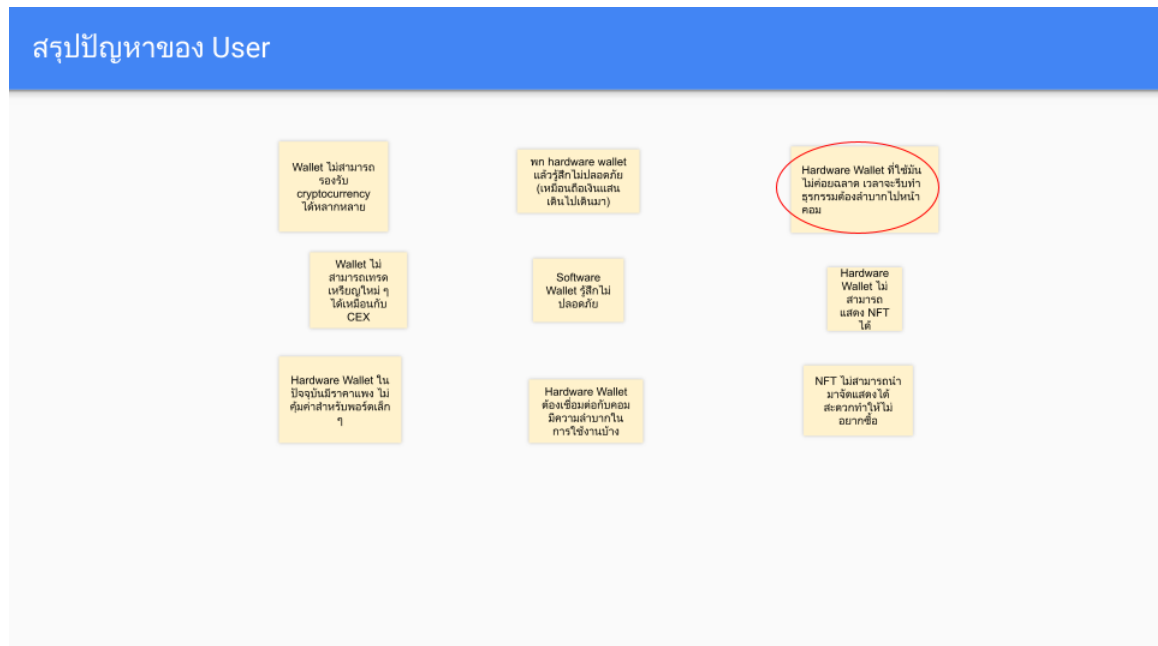 สรุปปัญหาของ User
Wallet ไม่สามารถ
รองรับ
cryptocurrency
ได้หลากหลาย
พก hardware wallet
แล้วรู้สึกไม่ปลอดภัย
(เหมือนถือเงินแสน
เดินไปเดินมา)
Hardware Wallet ที่ใช้มัน
ไม่ค่อยฉลาด เวลาจะรีบทำ
ธุรกรรมต้องลำบากไปหน้า
คอม
Wallet ไม่
สามารถเทรด
เหรียญใหม่ ๆ
ได้เหมือนกับ
CEX
Software
Wallet รู้สึกไม่
ปลอดภัย
Hardware
Wallet ไม่
สามารถ
แสดง NFT
ได้
Hardware Wallet ใน
ปัจจุบันมีราคาแพง ไม่
คุ้มค่าสำหรับพอร์ตเล็ก
ๆ
Hardware Wallet
ต้องเชื่อมต่อกับคอม
มีความลำบากใน
การใช้งานบ้าง
NFT ไม่สามารถนำ
มาจัดแสดงได้
สะดวกทำให้ไม่
อยากซื้อ